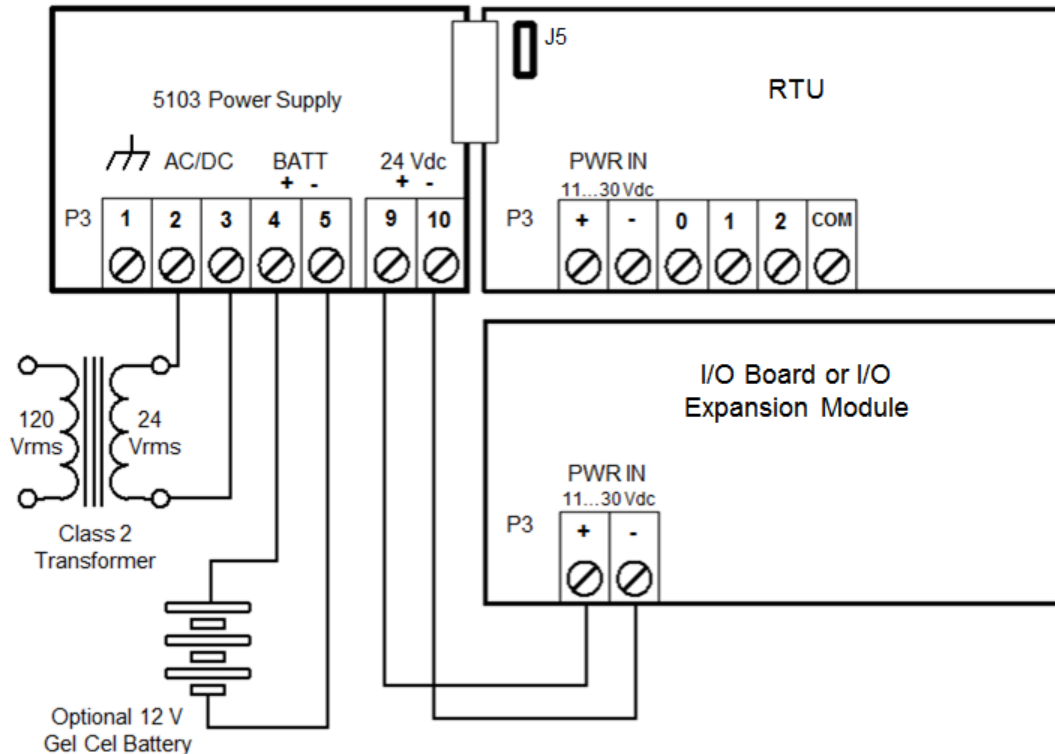 J5
RTU
5103 Power Supply
AC/DC BATT 24 Vdc
+ - + -
P3 1 2 3 4 5 9 10
PWR IN
11...30 Vdc
P3 + - 0 1 2 COM
120 Vrms
24 Vrms
Class 2
Transformer
I/O Board or I/O
Expansion Module
PWR IN
11...30 Vdc
P3 + -
Optional 12 V
Gel Cel Battery